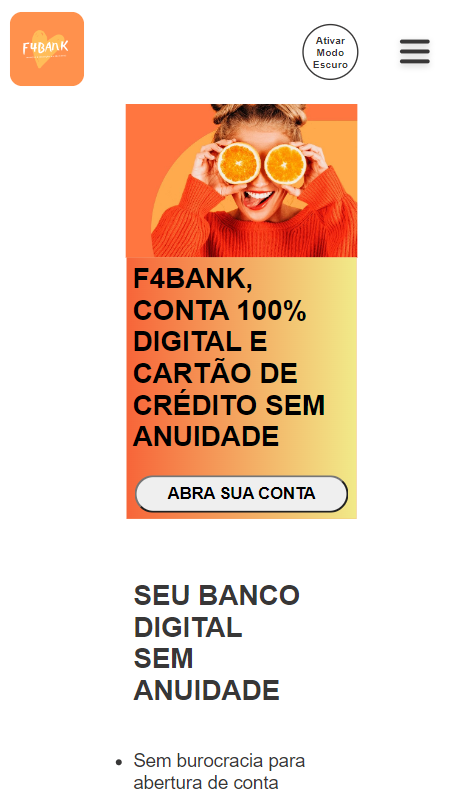 F4BANK
Ativar
Modo
Escuro
F4BANK,
CONTA 100%
DIGITAL E
CARTÃO DE
CRÉDITO SEM
ANUIDADE
ABRA SUA CONTA
SEU BANCO
DIGITAL
SEM
ANUIDADE
Sem burocracia para
abertura de conta